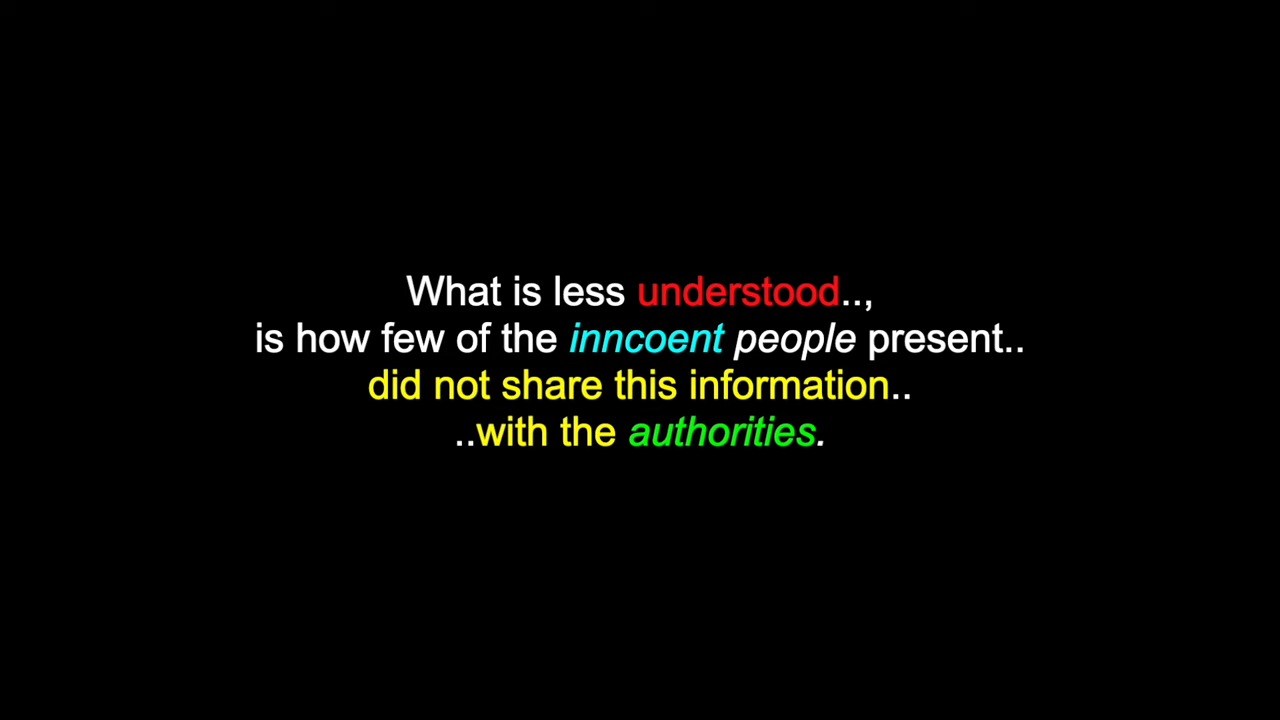 What is less understood..,
is how few of the inncoent people present..
did not share this information..
..with the authorities.